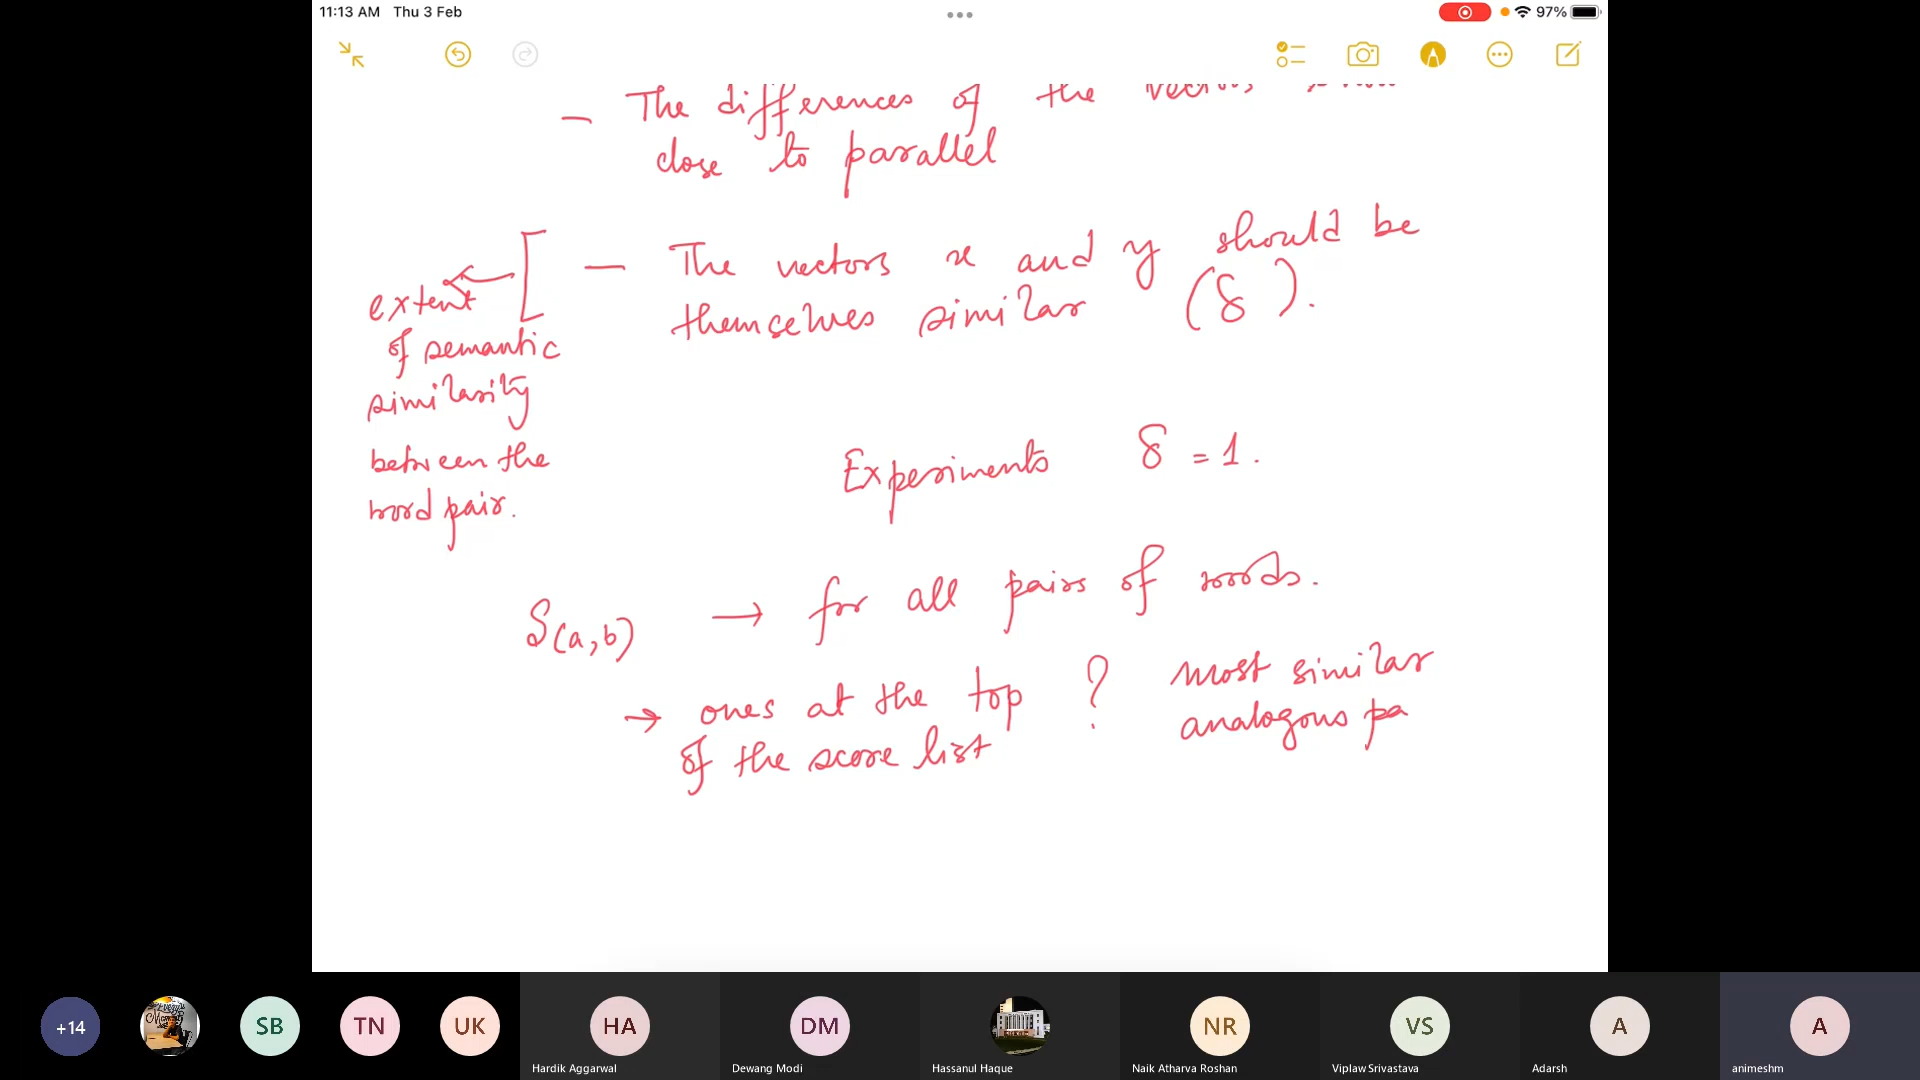 11:13 AM Thu 3 Feb
97%
- The differences of the vectors
close to parallel
- The vectors x and y should be
themselves similar (δ).
extent
of semantic
similarity
between the
word pair.
Experiments δ = 1.
S(a,b) → for all pairs of words.
→ ones at the top ? most similar
of the score list analogous pa
+14
SB
TN
UK
HA
DM
NR
VS
A
A
Hardik Aggarwal
Dewang Modi
Hassanul Haque
Naik Atharva Roshan
Viplaw Srivastava
Adarsh
animeshm